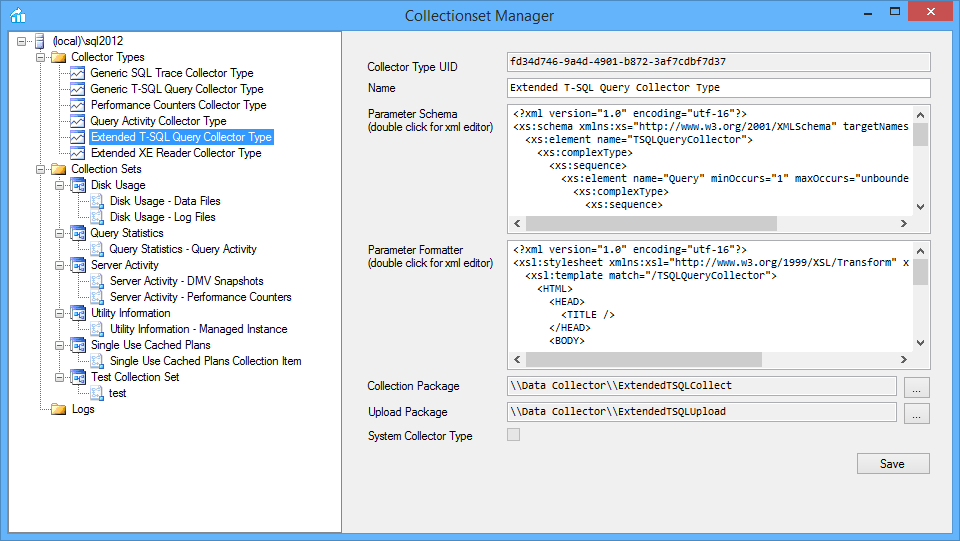 Collectionset Manager
(local)\sql2012
Collector Types
Generic SQL Trace Collector Type
Generic T-SQL Query Collector Type
Performance Counters Collector Type
Query Activity Collector Type
Extended T-SQL Query Collector Type
Extended XE Reader Collector Type
Collection Sets
Disk Usage
Disk Usage - Data Files
Disk Usage - Log Files
Query Statistics
Query Statistics - Query Activity
Server Activity
Server Activity - DMV Snapshots
Server Activity - Performance Counters
Utility Information
Utility Information - Managed Instance
Single Use Cached Plans
Single Use Cached Plans Collection Item
Test Collection Set
test
Logs
Collector Type UID
fd34d746-9a4d-4901-b872-3af7cdbf7d37
Name
Extended T-SQL Query Collector Type
Parameter Schema
(double click for xml editor)
<?xml version="1.0" encoding="utf-16"?>
<xs:schema xmlns:xs="http://www.w3.org/2001/XMLSchema" targetNames
<xs:element name="TSQLQueryCollector">
<xs:complexType>
<xs:sequence>
<xs:element name="Query" minOccurs="1" maxOccurs="unbounde
<xs:complexType>
<xs:sequence>
Parameter Formatter
(double click for xml editor)
<?xml version="1.0" encoding="utf-16"?>
<xsl:stylesheet xmlns:xsl="http://www.w3.org/1999/XSL/Transform" x
<xsl:template match="/TSQLQueryCollector">
<HTML>
<HEAD>
<TITLE />
</HEAD>
<BODY>
Collection Package
\\Data Collector\\ExtendedTSQLCollect
...
Upload Package
\\Data Collector\\ExtendedTSQLUpload
...
System Collector Type
Save